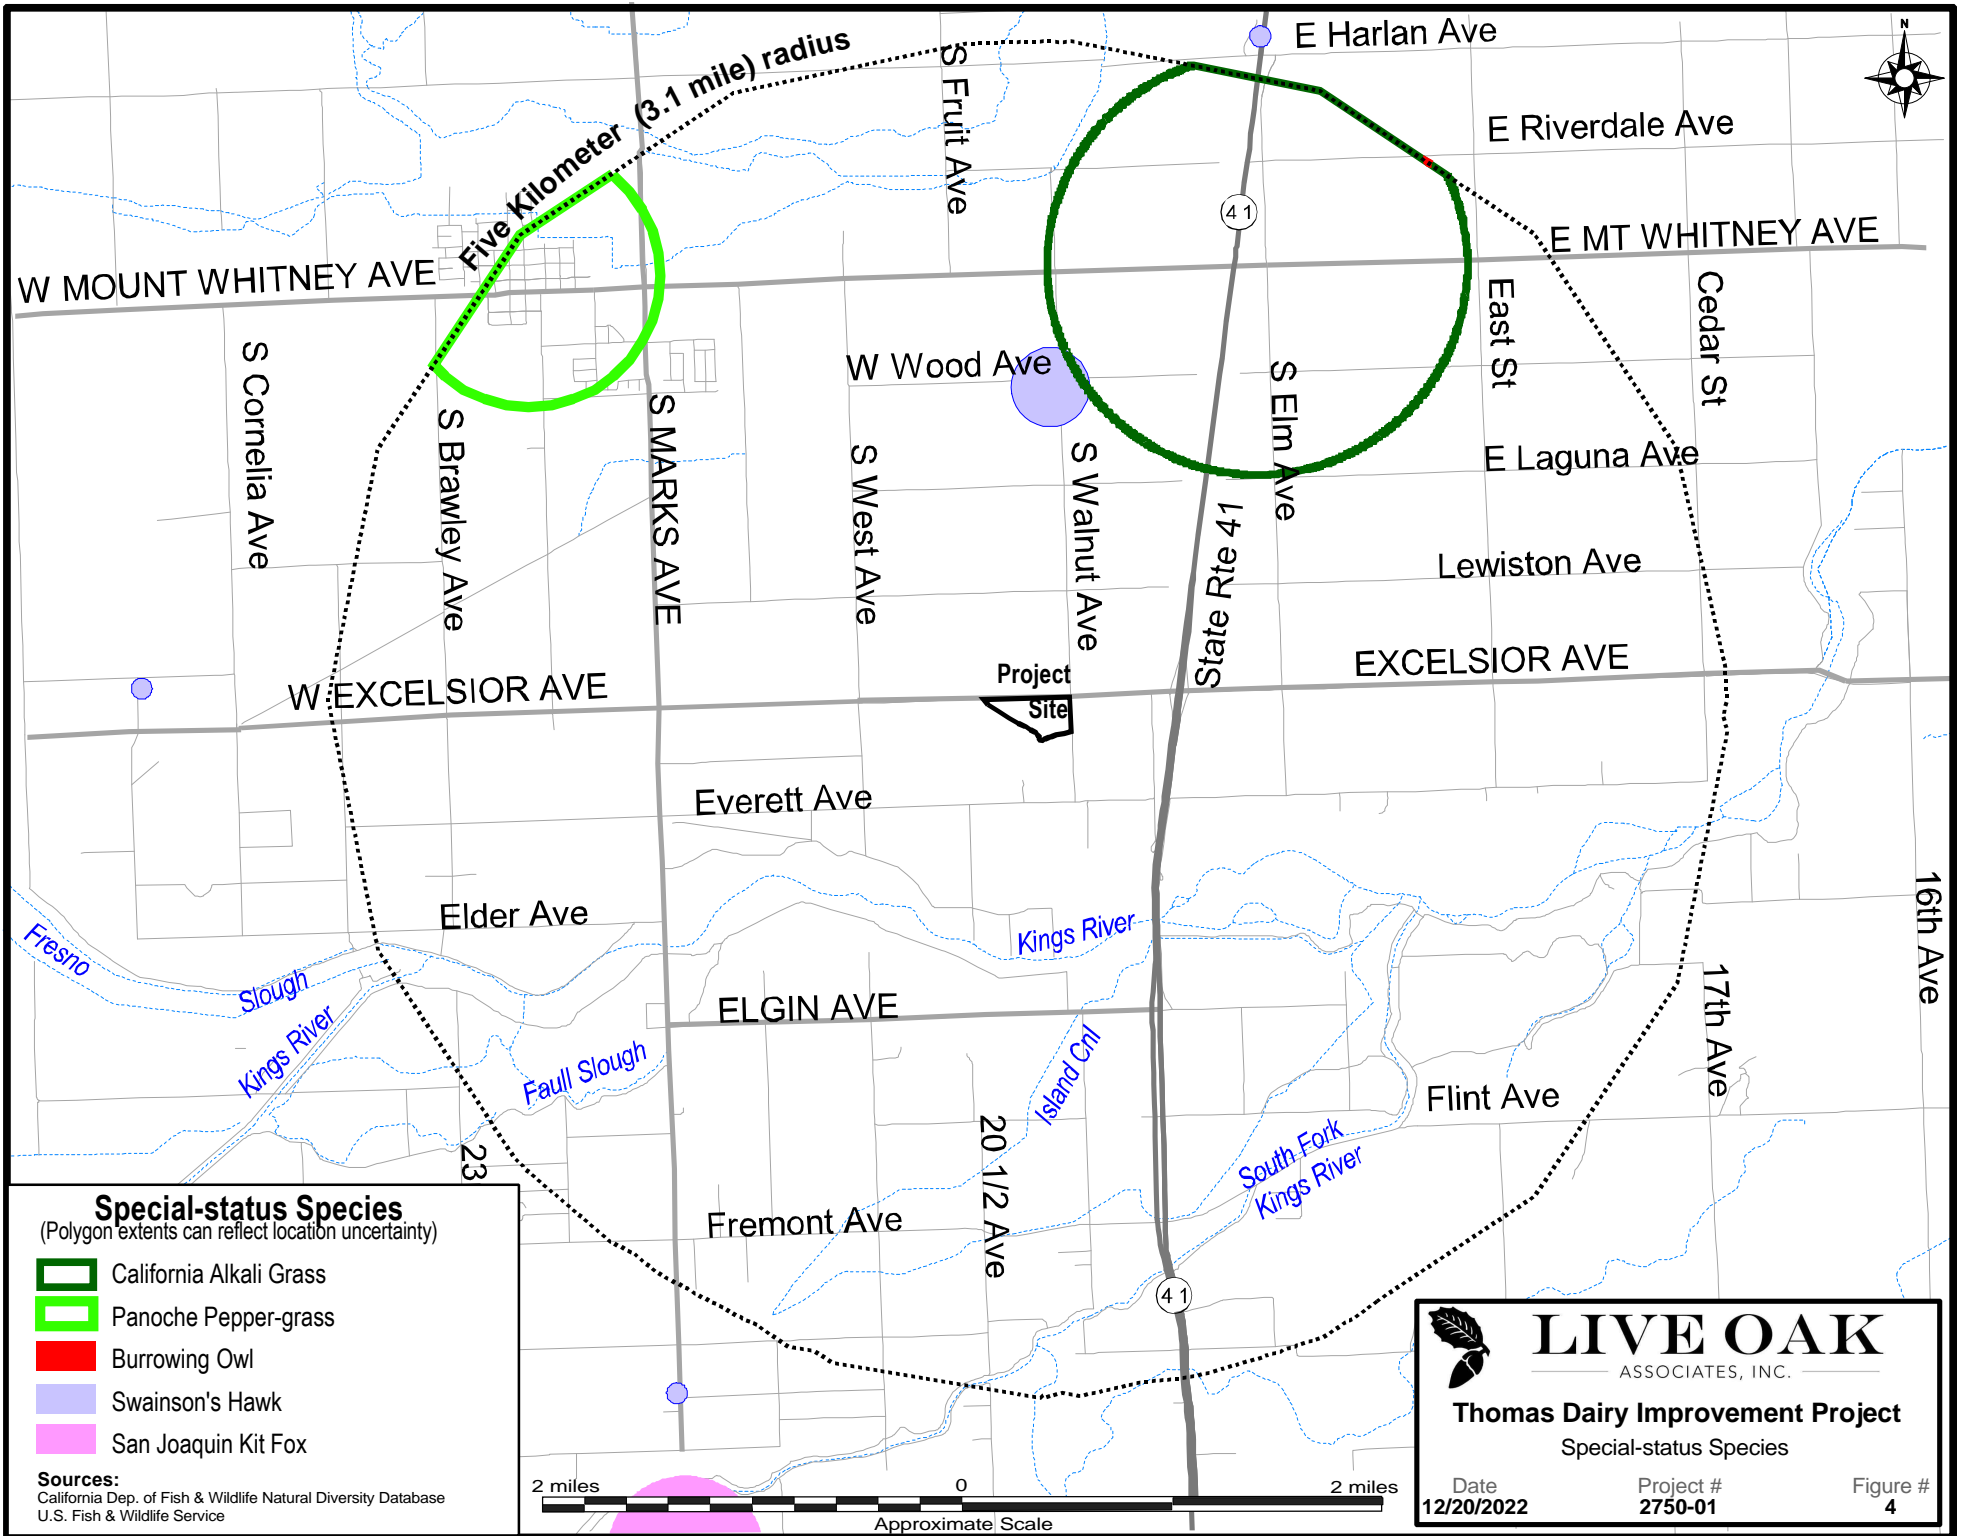 N
E Harlan Ave
Five Kilometer (3.1 mile) radius
S Fruit Ave
E Riverdale Ave
41
E MT WHITNEY AVE
W MOUNT WHITNEY AVE
Cedar St
East St
S Cornelia Ave
W Wood Ave
S Elm Ave
S Brawley Ave
S MARKS AVE
S West Ave
S Walnut Ave
E Laguna Ave
State Rte 41
Lewiston Ave
Project
Site
EXCELSIOR AVE
W EXCELSIOR AVE
Everett Ave
Elder Ave
16th Ave
Fresno
Slough
Kings River
Kings River
ELGIN AVE
17th Ave
Island Cnl
Faull Slough
Flint Ave
23
20 1/2 Ave
South Fork
Kings River
Fremont Ave
41
Special-status Species
(Polygon extents can reflect location uncertainty)
California Alkali Grass
Panoche Pepper-grass
Burrowing Owl
Swainson's Hawk
San Joaquin Kit Fox
Sources:
California Dep. of Fish & Wildlife Natural Diversity Database
U.S. Fish & Wildlife Service
2 miles 0 2 miles
Approximate Scale
LIVE OAK
ASSOCIATES, INC.
Thomas Dairy Improvement Project
Special-status Species
Date Project # Figure #
12/20/2022 2750-01 4